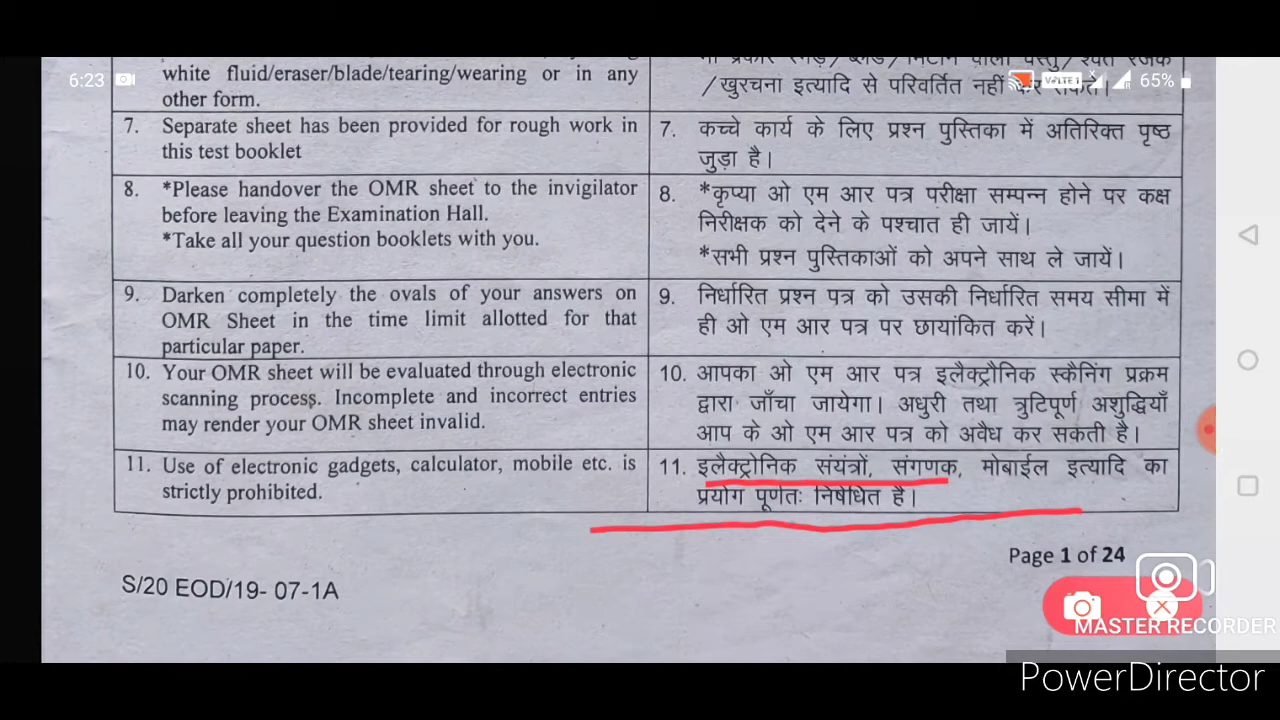 6:23
VoLTE 1
65%
white fluid/eraser/blade/tearing/wearing or in any
other form.
/खुरचना इत्यादि से परिवर्तित नहीं कर सकते।
7. Separate sheet has been provided for rough work in
this test booklet
7. कच्चे कार्य के लिए प्रश्न पुस्तिका में अतिरिक्त पृष्ठ
जुड़ा है।
8. *Please handover the OMR sheet to the invigilator
before leaving the Examination Hall.
*Take all your question booklets with you.
8. *कृप्या ओ एम आर पत्र परीक्षा सम्पन्न होने पर कक्ष
निरीक्षक को देने के पश्चात ही जायें।
*सभी प्रश्न पुस्तिकाओं को अपने साथ ले जायें।
9. Darken completely the ovals of your answers on
OMR Sheet in the time limit allotted for that
particular paper.
9. निर्धारित प्रश्न पत्र को उसकी निर्धारित समय सीमा में
ही ओ एम आर पत्र पर छायांकित करें।
10. Your OMR sheet will be evaluated through electronic
scanning process. Incomplete and incorrect entries
may render your OMR sheet invalid.
10. आपका ओ एम आर पत्र इलैक्ट्रौनिक स्कैनिंग प्रक्रम
द्वारा जाँचा जायेगा। अधुरी तथा त्रुटिपूर्ण अशुद्धियाँ
आप के ओ एम आर पत्र को अवैध कर सकती है।
11. Use of electronic gadgets, calculator, mobile etc. is
strictly prohibited.
11. इलैक्ट्रोनिक संयंत्रों, संगणक, मोबाईल इत्यादि का
प्रयोग पूर्णतः निषेधित है।
Page 1 of 24
S/20 EOD/19- 07-1A
MASTER RECORDER
PowerDirector